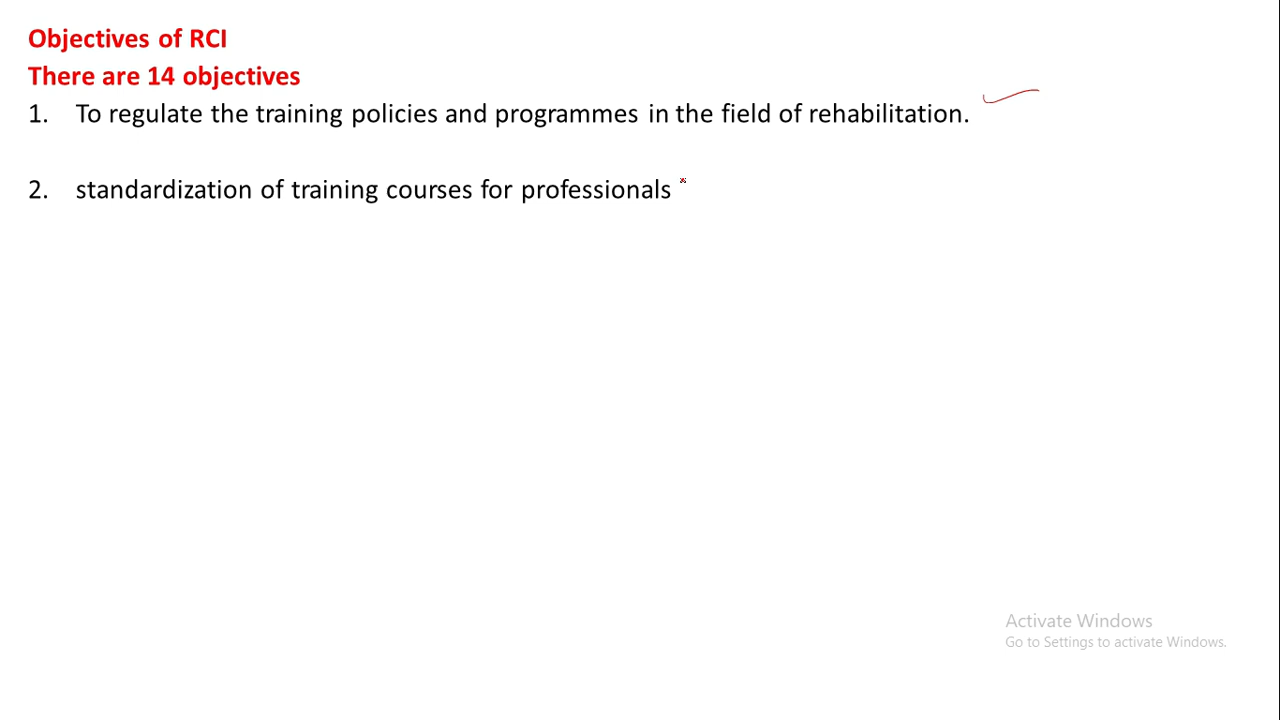 Objectives of RCI
There are 14 objectives
1. To regulate the training policies and programmes in the field of rehabilitation.
2. standardization of training courses for professionals
Activate Windows
Go to Settings to activate Windows.